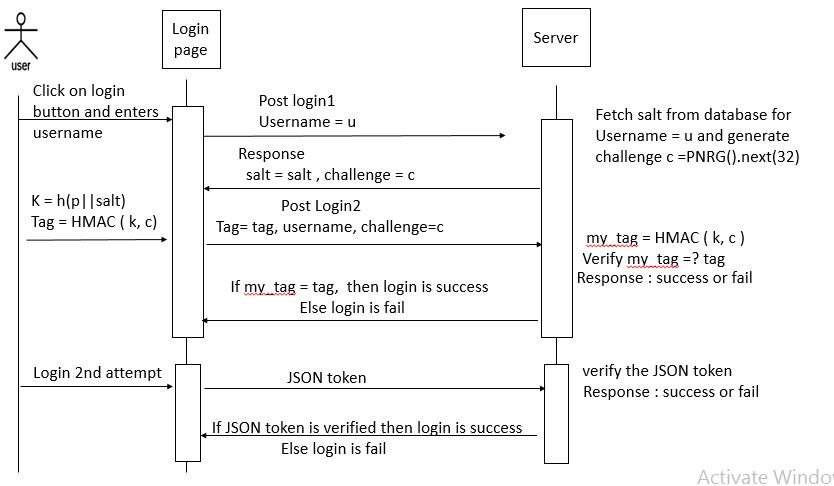 Login
page
Server
user
Click on login
button and enters
username
Post login1
Username = u
Fetch salt from database for
Username = u and generate
challenge c =PNRG().next(32)
Response
salt = salt , challenge = c
K = h(p||salt)
Tag = HMAC ( k, c)
Post Login2
Tag= tag, username, challenge=c
my_tag = HMAC ( k, c )
Verify my_tag =? tag
Response : success or fail
If my_tag = tag,  then login is success
Else login is fail
Login 2nd attempt
JSON token
verify the JSON token
Response : success or fail
If JSON token is verified then login is success
Else login is fail